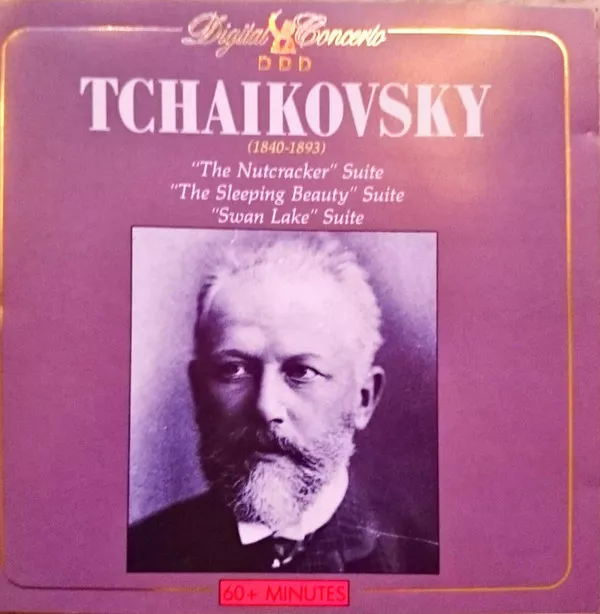 Digital Concerto
DDD
TCHAIKOVSKY
(1840-1893)
"The Nutcracker" Suite
"The Sleeping Beauty" Suite
"Swan Lake" Suite
60+ MINUTES